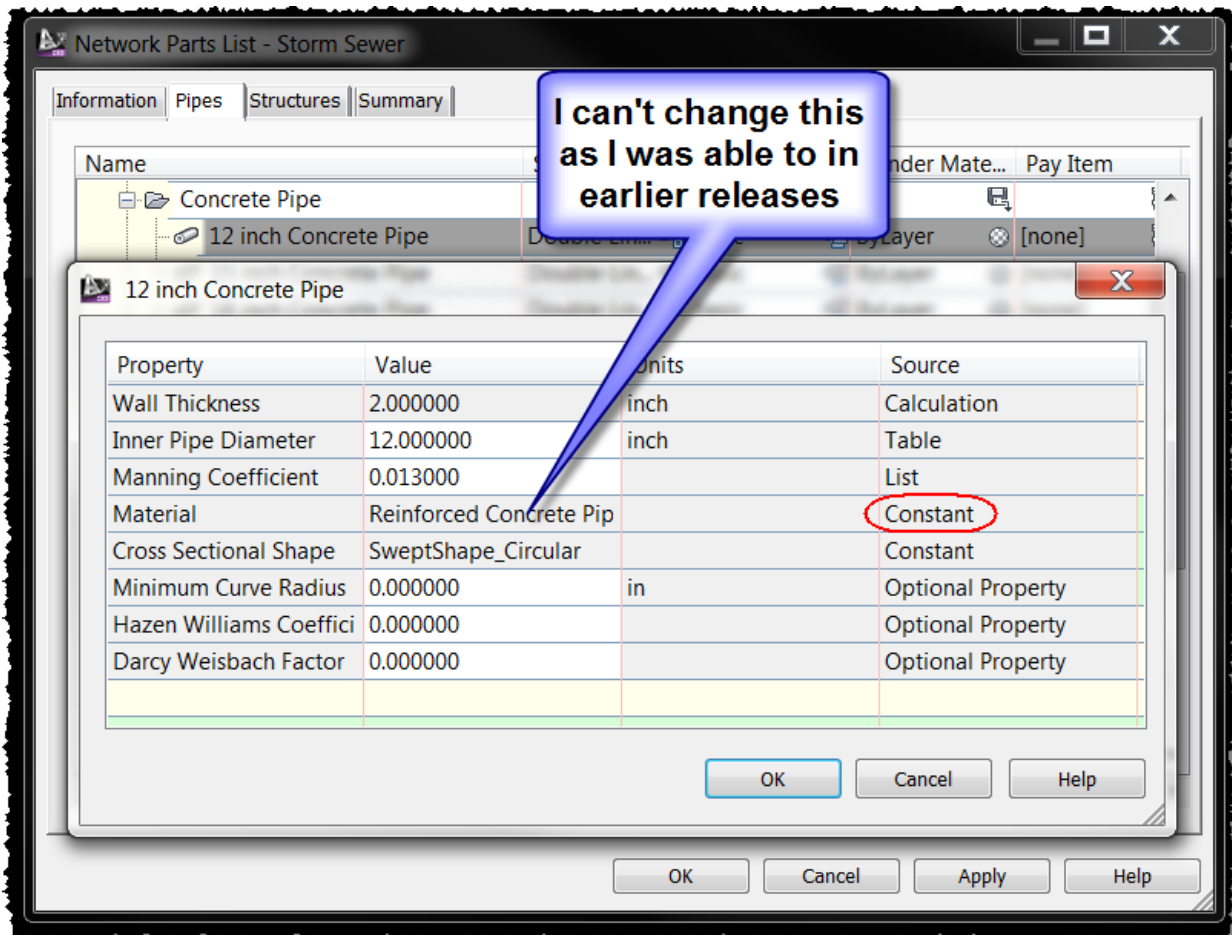 Network Parts List - Storm Sewer
Information Pipes Structures Summary
I can't change this
as I was able to in
earlier releases
Name Mate... Pay Item
Concrete Pipe
12 inch Concrete Pipe ByLayer [none]
12 inch Concrete Pipe
Property Value Units Source
Wall Thickness 2.000000 inch Calculation
Inner Pipe Diameter 12.000000 inch Table
Manning Coefficient 0.013000 List
Material Reinforced Concrete Pip Constant
Cross Sectional Shape SweptShape_Circular Constant
Minimum Curve Radius 0.000000 in Optional Property
Hazen Williams Coeffici 0.000000 Optional Property
Darcy Weisbach Factor 0.000000 Optional Property
OK Cancel Help
OK Cancel Apply Help